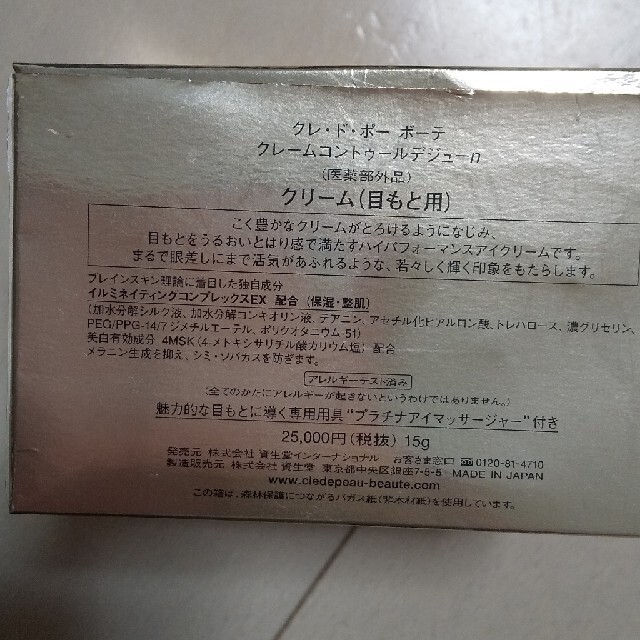 クレ・ド・ポー ボーテ
クレームコントゥールデジューn
(医薬部外品)
クリーム(目もと用)
こく豊かなクリームがとろけるようになじみ、
目もとをうるおいとはり感で満たすハイパフォーマンスアイクリームです。
まるで眼差しにまで活気があふれるような、若々しく輝く印象をもたらします。
ブレインスキン理論に着目した独自成分
イルミネイティングコンプレックスEX 配合 (保湿・整肌)
(加水分解シルク液、加水分解コンキオリン液、テアニン、アセチル化ヒアルロン酸、トレハロース、濃グリセリン、
PEG/PPG-14/7ジメチルエーテル、ポリクオタニウム-51)
美白有効成分 4MSK (4-メトキシサリチル酸カリウム塩) 配合
メラニン生成を抑え、シミ・ソバカスを防ぎます。
アレルギーテスト済み
(全てのかたにアレルギーが起きないというわけではありません。)
魅力的な目もとに導く専用用具“プラチナアイマッサージャー”付き
25,000円(税抜) 15g
発売元 株式会社 資生堂インターナショナル お客さま窓口 ☎0120-81-4710
製造販売元 株式会社 資生堂 東京都中央区銀座7-5-5 MADE IN JAPAN
www.cledepeau-beaute.com
この箱は、森林保護につながるバガス紙(非木材紙)を使用しています。